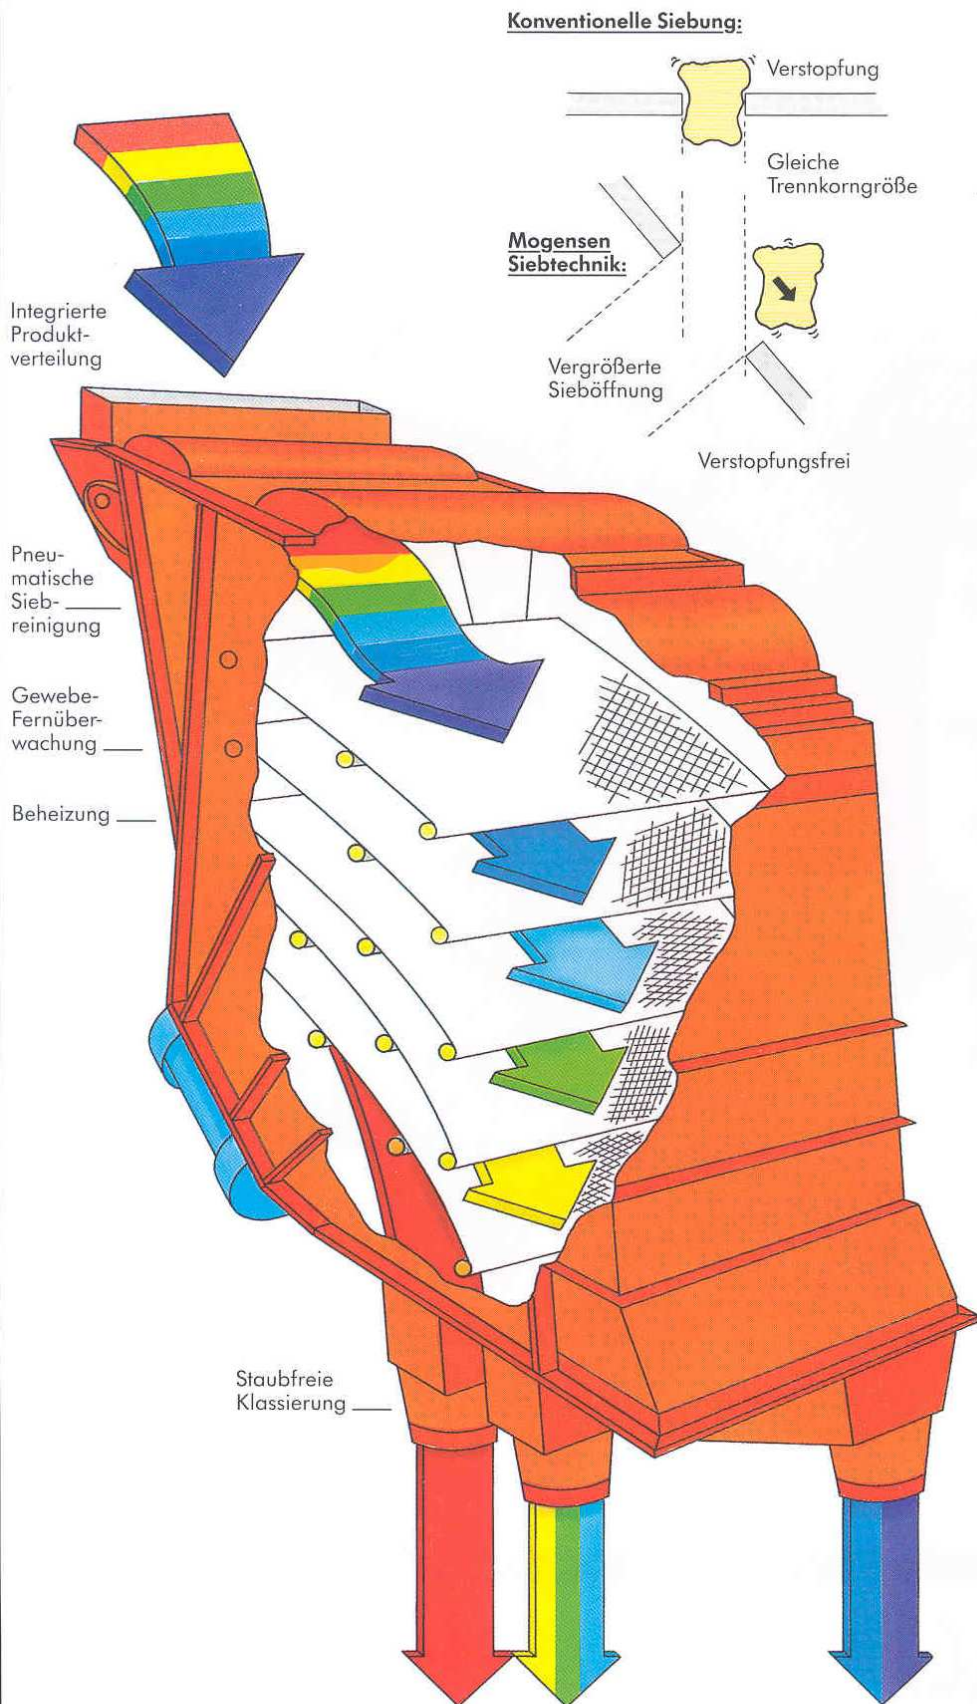 Konventionelle Siebung:
Verstopfung
Gleiche
Trennkorngröße
Mogensen
Siebtechnik:
Vergrößerte
Sieböffnung
Verstopfungsfrei
Integrierte
Produkt-
verteilung
Pneu-
matische
Sieb-
reinigung
Gewebe-
Fernüber-
wachung
Beheizung
Staubfreie
Klassierung